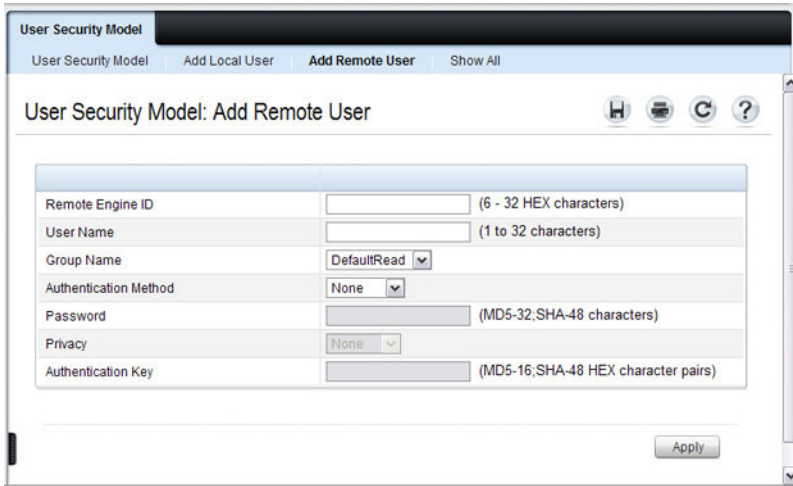 User Security Model
User Security Model Add Local User Add Remote User Show All
User Security Model: Add Remote User
Remote Engine ID (6 - 32 HEX characters)
User Name (1 to 32 characters)
Group Name DefaultRead
Authentication Method None
Password (MD5-32;SHA-48 characters)
Privacy None
Authentication Key (MD5-16;SHA-48 HEX character pairs)
Apply